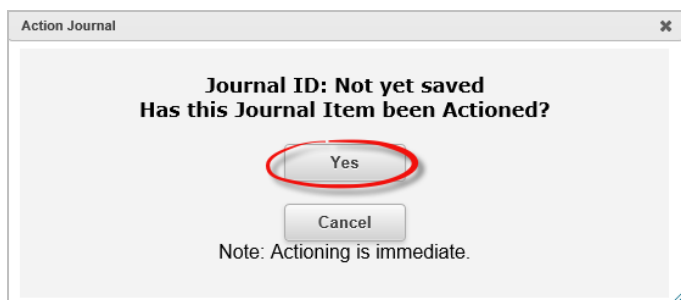 Action Journal
Journal ID: Not yet saved
Has this Journal Item been Actioned?
Yes
Cancel
Note: Actioning is immediate.